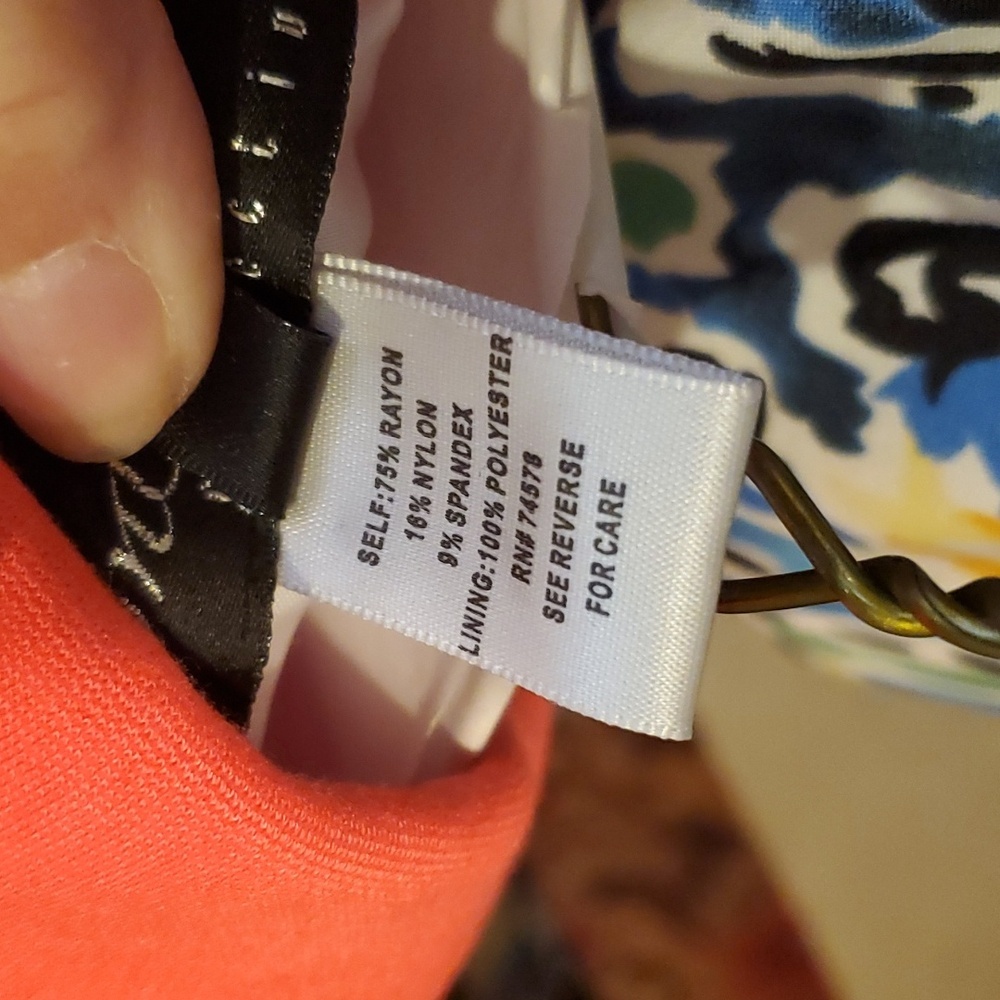 SELF:75% RAYON
16% NYLON
9% SPANDEX
LINING:100% POLYESTER
RN# 74578
SEE REVERSE
FOR CARE